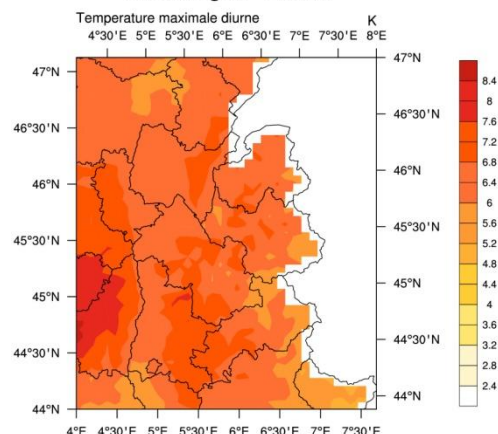 Temperature maximale diurne K
4°30'E 5°E 5°30'E 6°E 6°30'E 7°E 7°30'E 8°E
47°N 47°N
46°30'N 46°30'N
46°N 46°N
45°30'N 45°30'N
45°N 45°N
44°30'N 44°30'N
44°N 44°N
4°E 4°30'E 5°E 5°30'E 6°E 6°30'E 7°E 7°30'E
8.4
8
7.6
7.2
6.8
6.4
6
5.6
5.2
4.8
4.4
4
3.6
3.2
2.8
2.4